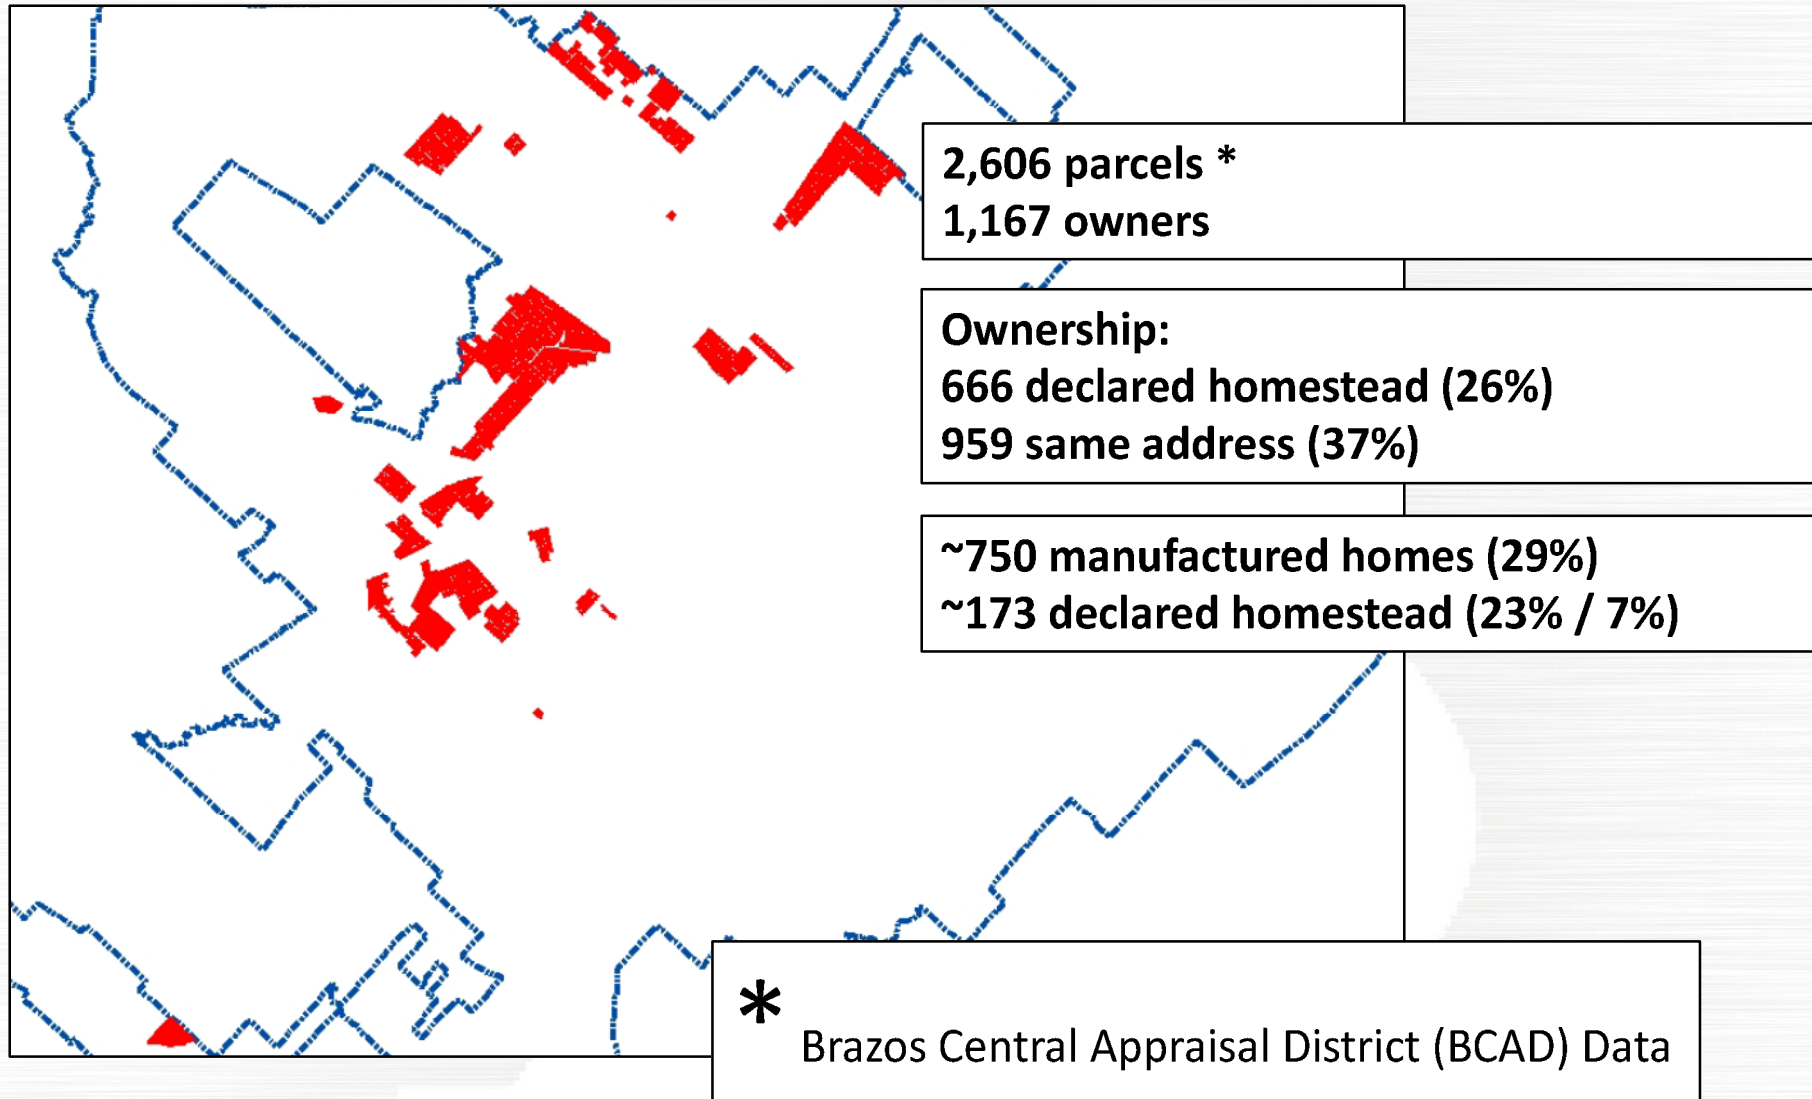 2,606 parcels *
1,167 owners
Ownership:
666 declared homestead (26%)
959 same address (37%)
~750 manufactured homes (29%)
~173 declared homestead (23% / 7%)
*
Brazos Central Appraisal District (BCAD) Data